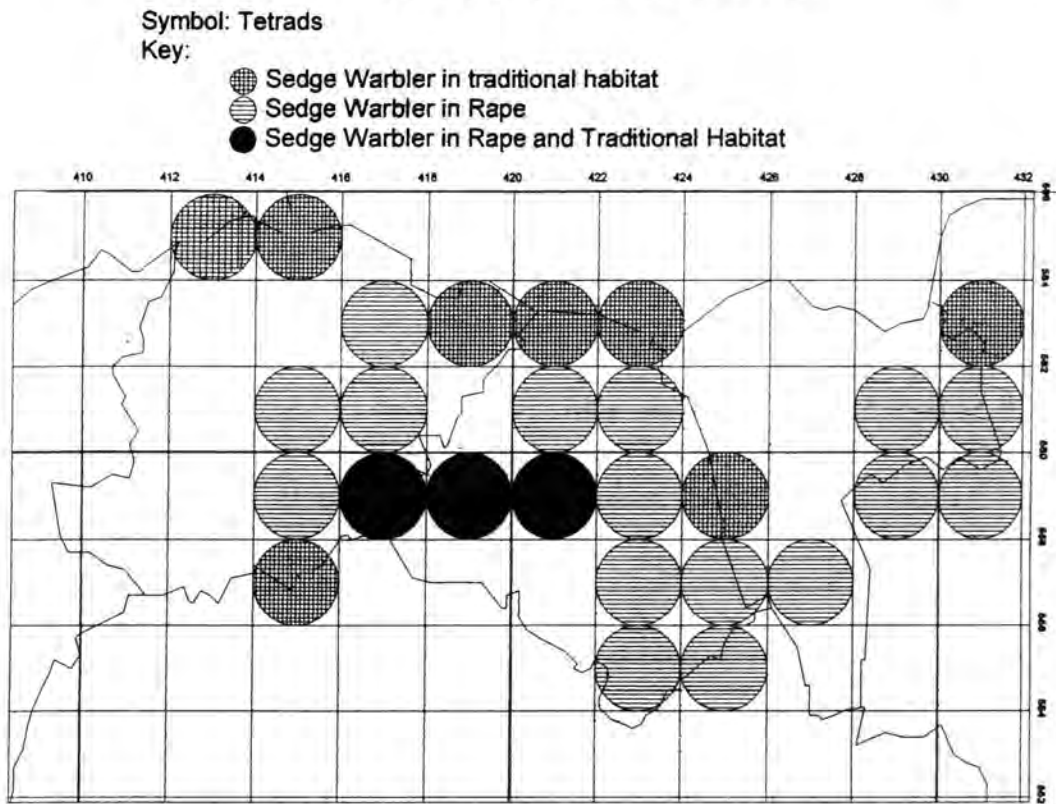 Symbol: Tetrads
Key:
Sedge Warbler in traditional habitat
Sedge Warbler in Rape
Sedge Warbler in Rape and Traditional Habitat
410 412 414 416 418 420 422 424 426 428 430 432